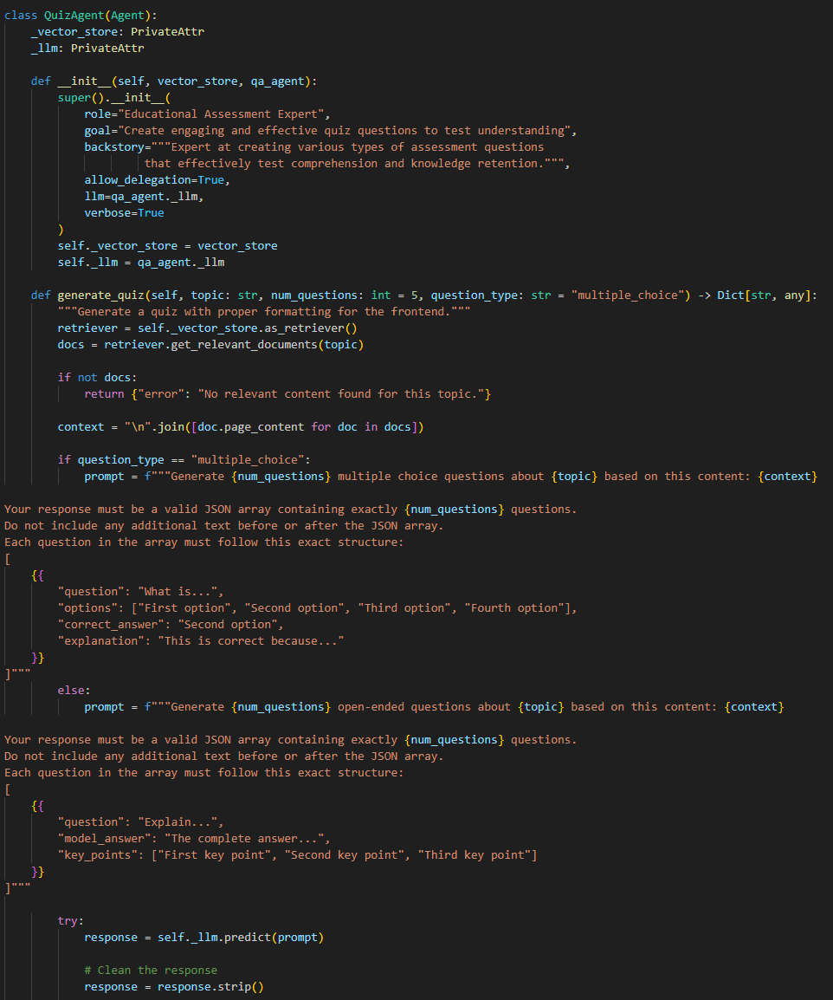 class QuizAgent(Agent):
    _vector_store: PrivateAttr
    _llm: PrivateAttr

    def __init__(self, vector_store, qa_agent):
        super().__init__(
            role="Educational Assessment Expert",
            goal="Create engaging and effective quiz questions to test understanding",
            backstory="""Expert at creating various types of assessment questions
                     that effectively test comprehension and knowledge retention.""",
            allow_delegation=True,
            llm=qa_agent._llm,
            verbose=True
        )
        self._vector_store = vector_store
        self._llm = qa_agent._llm

    def generate_quiz(self, topic: str, num_questions: int = 5, question_type: str = "multiple_choice") -> Dict[str, any]:
        """Generate a quiz with proper formatting for the frontend."""
        retriever = self._vector_store.as_retriever()
        docs = retriever.get_relevant_documents(topic)

        if not docs:
            return {"error": "No relevant content found for this topic."}

        context = "\n".join([doc.page_content for doc in docs])

        if question_type == "multiple_choice":
            prompt = f"""Generate {num_questions} multiple choice questions about {topic} based on this content: {context}

Your response must be a valid JSON array containing exactly {num_questions} questions.
Do not include any additional text before or after the JSON array.
Each question in the array must follow this exact structure:
[
    {{
        "question": "What is...",
        "options": ["First option", "Second option", "Third option", "Fourth option"],
        "correct_answer": "Second option",
        "explanation": "This is correct because..."
    }}
]"""
        else:
            prompt = f"""Generate {num_questions} open-ended questions about {topic} based on this content: {context}

Your response must be a valid JSON array containing exactly {num_questions} questions.
Do not include any additional text before or after the JSON array.
Each question in the array must follow this exact structure:
[
    {{
        "question": "Explain...",
        "model_answer": "The complete answer...",
        "key_points": ["First key point", "Second key point", "Third key point"]
    }}
]"""

        try:
            response = self._llm.predict(prompt)

            # Clean the response
            response = response.strip()